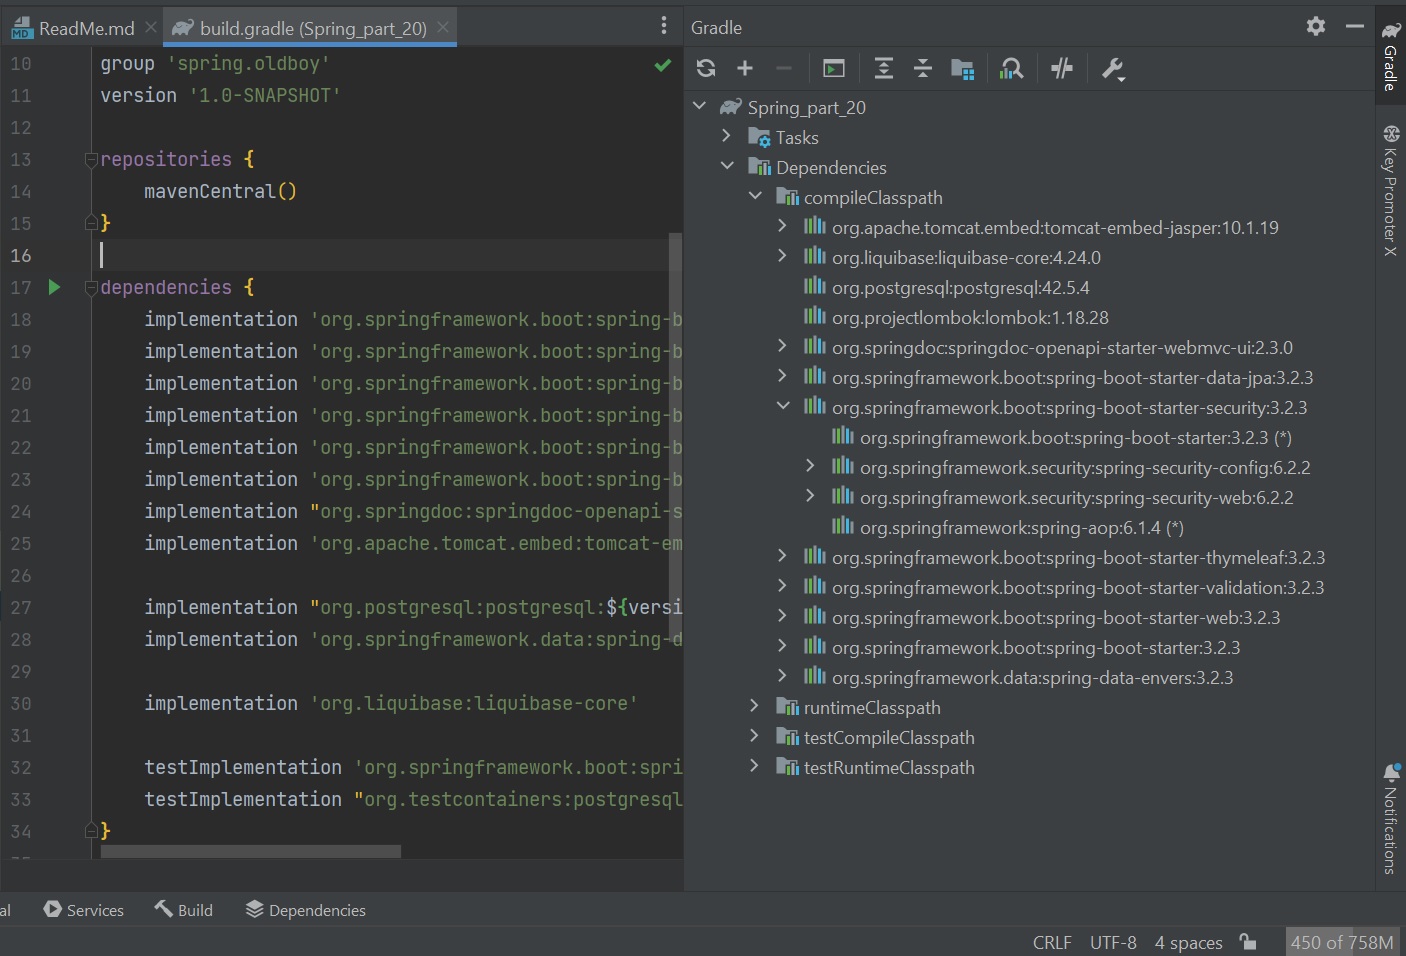 ReadMe.md
build.gradle (Spring_part_20)
10 group 'spring.oldboy'
11 version '1.0-SNAPSHOT'
12
13 repositories {
14 mavenCentral()
15 }
16
17 dependencies {
18 implementation 'org.springframework.boot:spring-b
19 implementation 'org.springframework.boot:spring-b
20 implementation 'org.springframework.boot:spring-b
21 implementation 'org.springframework.boot:spring-b
22 implementation 'org.springframework.boot:spring-b
23 implementation 'org.springframework.boot:spring-b
24 implementation "org.springdoc:springdoc-openapi-s
25 implementation 'org.apache.tomcat.embed:tomcat-em
26
27 implementation "org.postgresql:postgresql:${versi
28 implementation 'org.springframework.data:spring-d
29
30 implementation 'org.liquibase:liquibase-core'
31
32 testImplementation 'org.springframework.boot:spri
33 testImplementation "org.testcontainers:postgresql
34 }
Gradle
Spring_part_20
Tasks
Dependencies
compileClasspath
org.apache.tomcat.embed:tomcat-embed-jasper:10.1.19
org.liquibase:liquibase-core:4.24.0
org.postgresql:postgresql:42.5.4
org.projectlombok:lombok:1.18.28
org.springdoc:springdoc-openapi-starter-webmvc-ui:2.3.0
org.springframework.boot:spring-boot-starter-data-jpa:3.2.3
org.springframework.boot:spring-boot-starter-security:3.2.3
org.springframework.boot:spring-boot-starter:3.2.3 (*)
org.springframework.security:spring-security-config:6.2.2
org.springframework.security:spring-security-web:6.2.2
org.springframework:spring-aop:6.1.4 (*)
org.springframework.boot:spring-boot-starter-thymeleaf:3.2.3
org.springframework.boot:spring-boot-starter-validation:3.2.3
org.springframework.boot:spring-boot-starter-web:3.2.3
org.springframework.boot:spring-boot-starter:3.2.3
org.springframework.data:spring-data-envers:3.2.3
runtimeClasspath
testCompileClasspath
testRuntimeClasspath
Gradle
Key Promoter X
Notifications
al
Services
Build
Dependencies
CRLF
UTF-8
4 spaces
450 of 758M